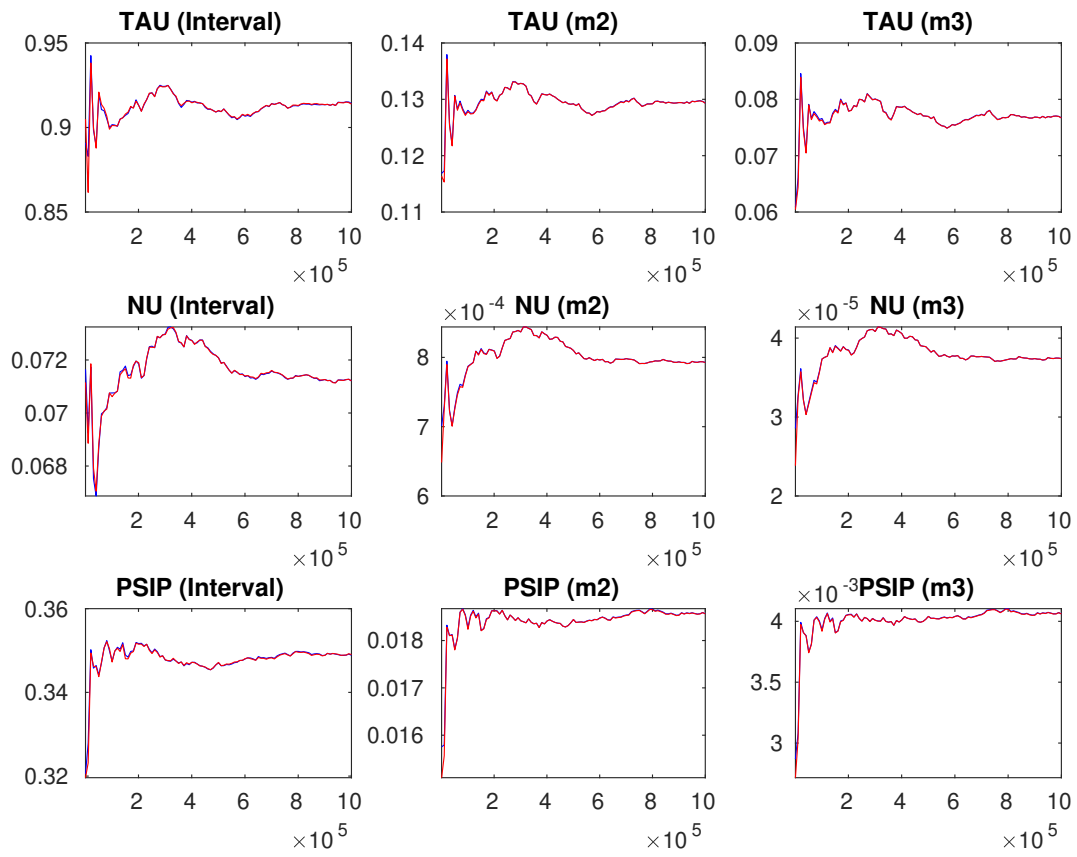 TAU (Interval) TAU (m2) TAU (m3)
0.95 0.14 0.09
0.9 0.13 0.08
0.12 0.07
0.85 0.11 0.06
2 4 6 8 10 2 4 6 8 10 2 4 6 8 10
×10 5 ×10 5 ×10 5
NU (Interval) ×10 -4 NU (m2) ×10 -5 NU (m3)
0.072 8 4
0.07 7 3
0.068 6 2
2 4 6 8 10 2 4 6 8 10 2 4 6 8 10
×10 5 ×10 5 ×10 5
PSIP (Interval) PSIP (m2) ×10 -3 PSIP (m3)
0.36 0.018 4
0.34 0.017 3.5
0.32 0.016 3
2 4 6 8 10 2 4 6 8 10 2 4 6 8 10
×10 5 ×10 5 ×10 5